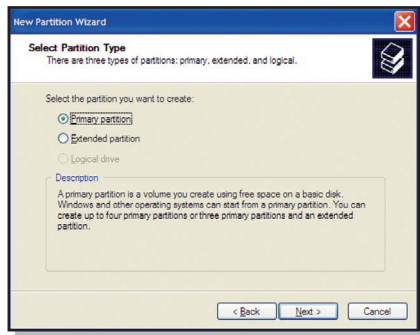 New Partition Wizard
Select Partition Type
There are three types of partitions: primary, extended, and logical.
Select the partition you want to create:
Primary partition
Extended partition
Logical drive
Description
A primary partition is a volume you create using free space on a basic disk.
Windows and other operating systems can start from a primary partition. You can
create up to four primary partitions or three primary partitions and an extended
partition.
< Back
Next >
Cancel